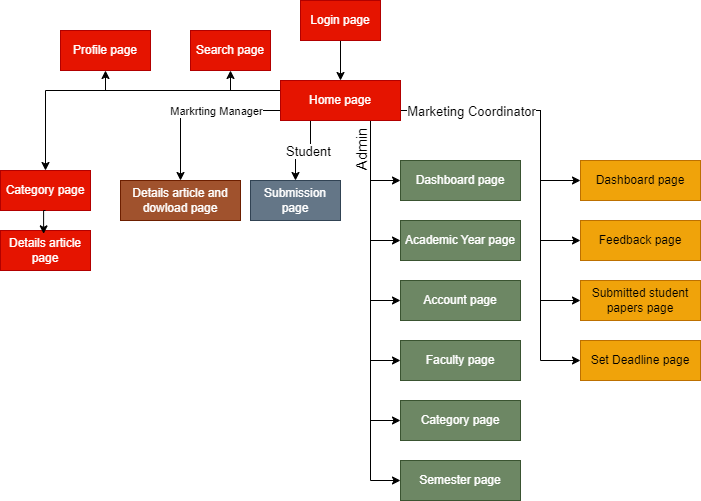 Login page
Profile page
Search page
Home page
Markrting Manager
Marketing Coordinator
Student
Admin
Category page
Details article and
dowload page
Submission
page
Dashboard page
Dashboard page
Details article
page
Academic Year page
Feedback page
Account page
Submitted student
papers page
Faculty page
Set Deadline page
Category page
Semester page